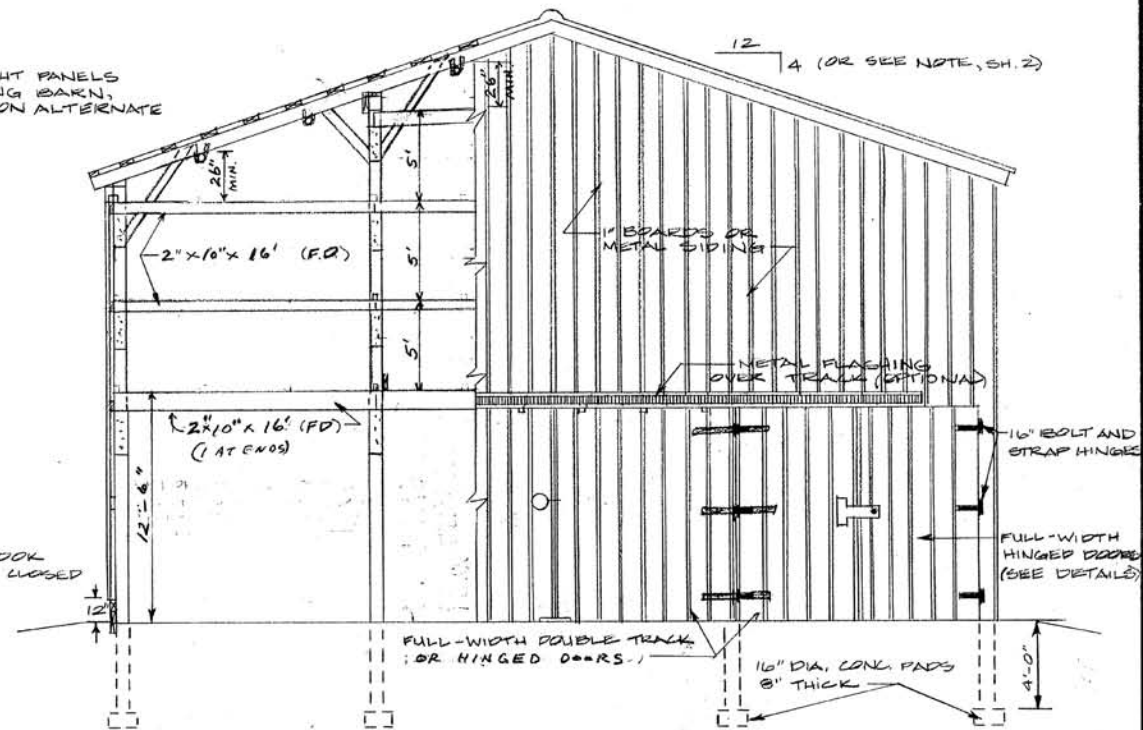 HT PANELS
NG BARN,
ON ALTERNATE
12
4 (OR SEE NOTE, SH. 2)
26"
MIN.
26"
MIN.
5'
5'
5'
2" x 10" x 16' (F.D.)
1" BOARDS OR
METAL SIDING
METAL FLASHING
OVER TRACK (OPTIONAL)
2"x10" x 16' (FD)
(1 AT ENDS)
12'-6"
16" BOLT AND
STRAP HINGES
OOK
CLOSED
12"
FULL-WIDTH
HINGED DOORS
(SEE DETAILS)
FULL-WIDTH DOUBLE TRACK
OR HINGED DOORS
16" DIA. CONC. PADS
8" THICK
4'-0"